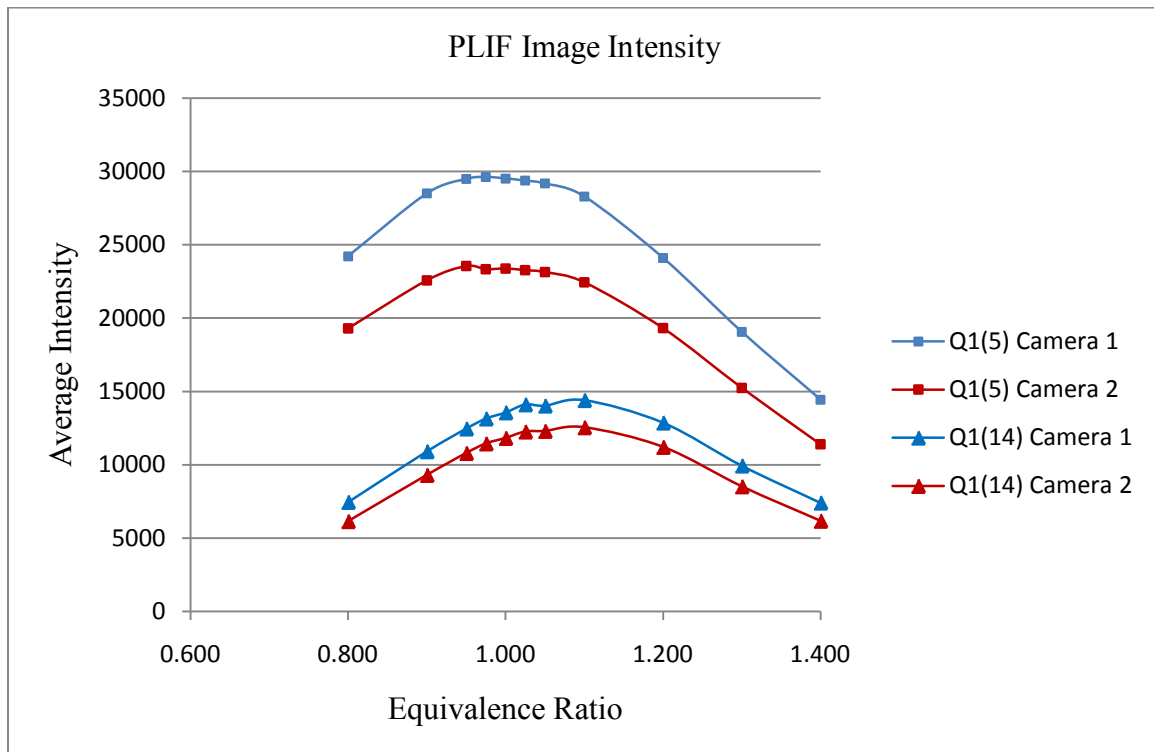 PLIF Image Intensity
Average Intensity
35000
30000
25000
20000
15000
10000
5000
0
0.600 0.800 1.000 1.200 1.400
Equivalence Ratio
Q1(5) Camera 1
Q1(5) Camera 2
Q1(14) Camera 1
Q1(14) Camera 2